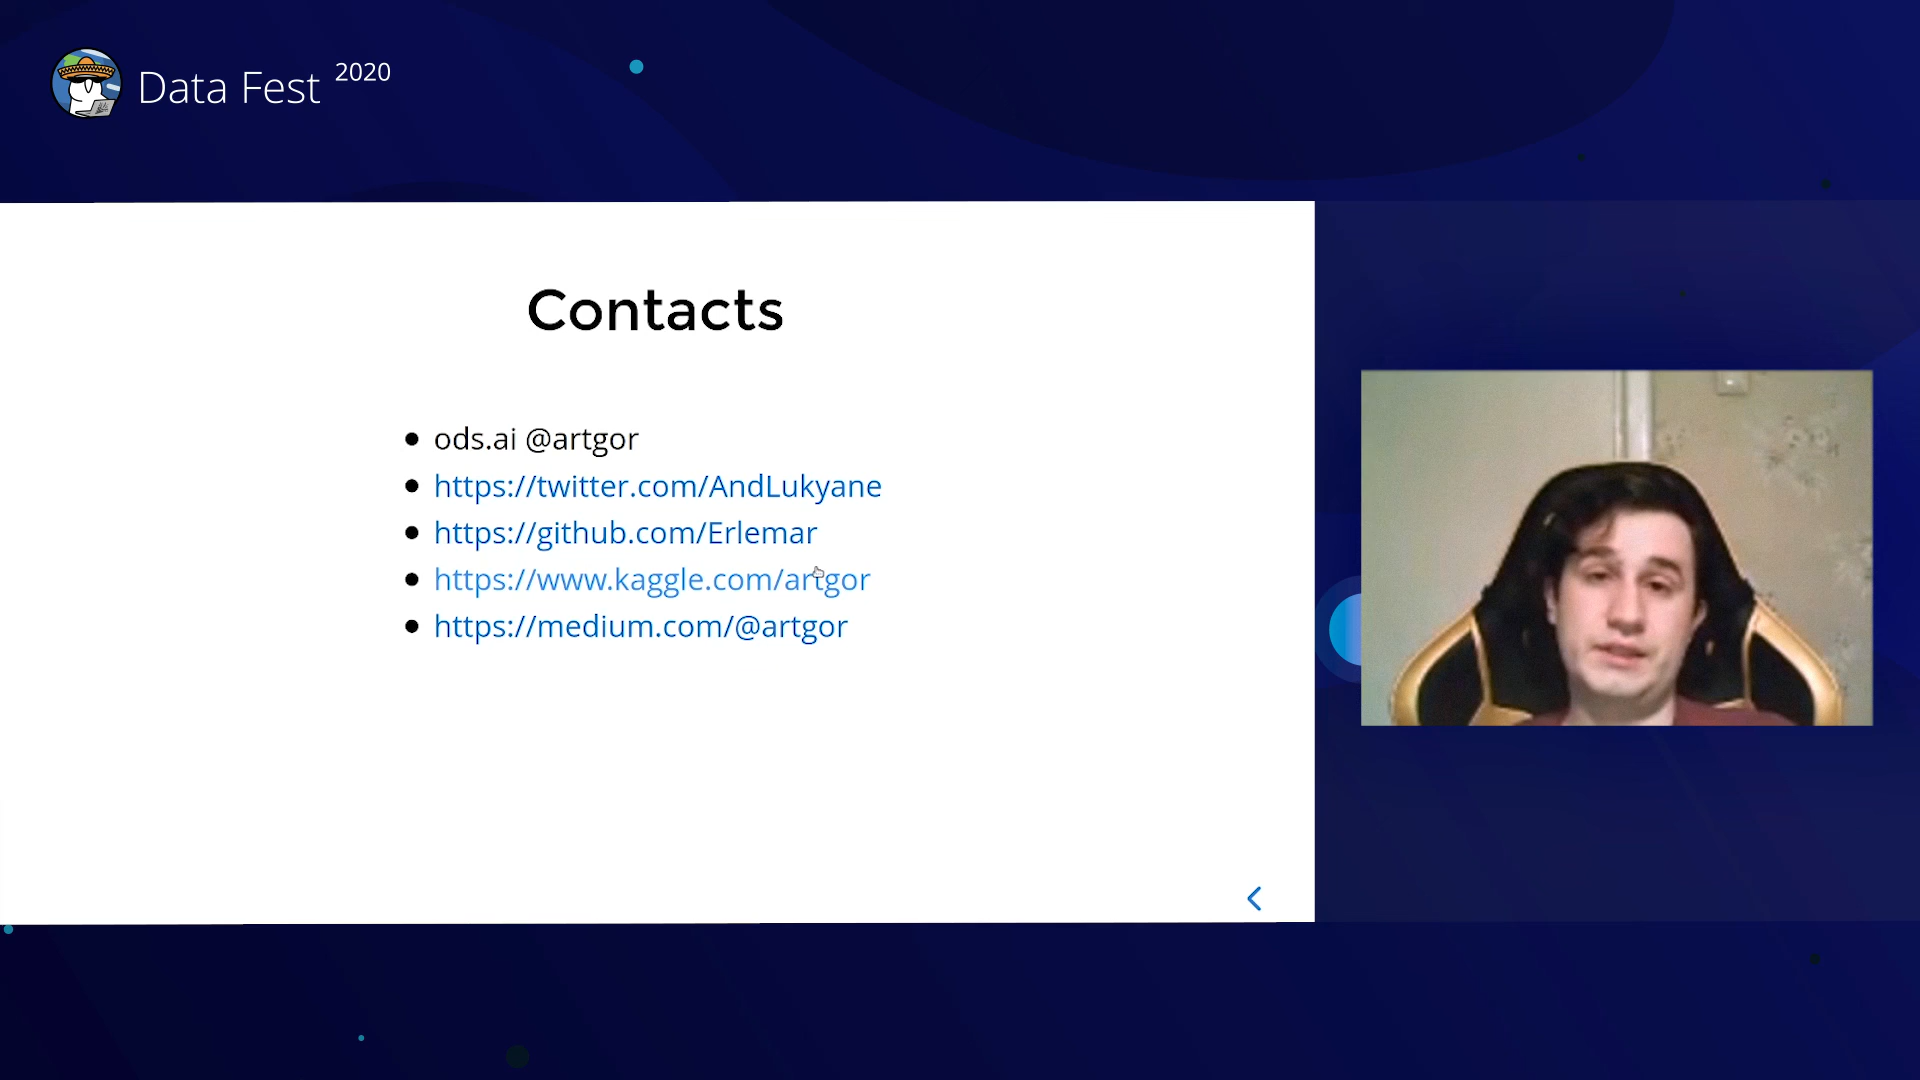 Data Fest 2020
Contacts
ods.ai @artgor
https://twitter.com/AndLukyane
https://github.com/Erlemar
https://www.kaggle.com/artgor
https://medium.com/@artgor